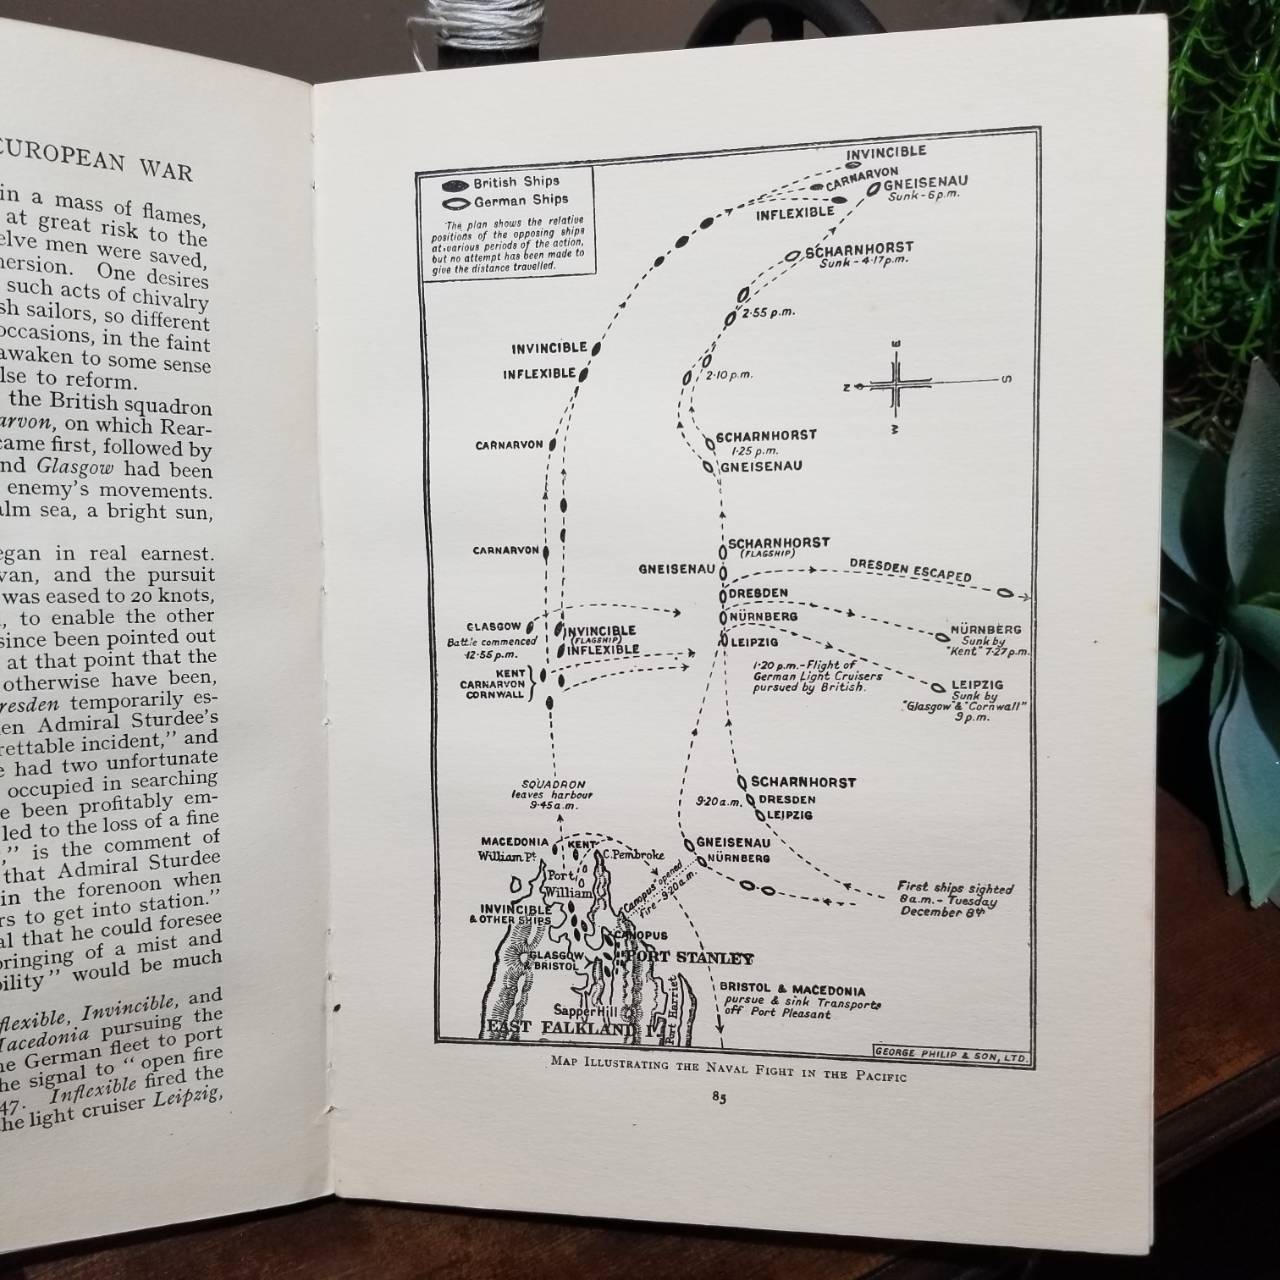 EUROPEAN WAR
in a mass of flames,
at great risk to the
elve men were saved,
mersion. One desires
such acts of chivalry
sh sailors, so different
occasions, in the faint
awaken to some sense
lse to reform.
the British squadron
arvon, on which Rear-
came first, followed by
nd Glasgow had been
enemy's movements.
alm sea, a bright sun,
egan in real earnest.
van, and the pursuit
was eased to 20 knots,
, to enable the other
since been pointed out
at that point that the
otherwise have been,
resden temporarily es-
en Admiral Sturdee's
rettable incident," and
e had two unfortunate
occupied in searching
e been profitably em-
led to the loss of a fine
," is the comment of
that Admiral Sturdee
in the forenoon when
rs to get into station."
al that he could foresee
pringing of a mist and
bility" would be much
flexible, Invincible, and
Macedonia pursuing the
he German fleet to port
he signal to "open fire
47. Inflexible fired the
he light cruiser Leipzig,
British Ships
German Ships
The plan shows the relative
positions of the opposing ships
at various periods of the action,
but no attempt has been made to
give the distance travelled.
INVINCIBLE
CARNARVON
GNEISENAU
Sunk - 6 p.m.
INFLEXIBLE
SCHARNHORST
Sunk - 4·17 p.m.
2·55 p.m.
INVINCIBLE
INFLEXIBLE
2·10 p.m.
E
N
S
W
CARNARVON
SCHARNHORST
1·25 p.m.
GNEISENAU
CARNARVON
SCHARNHORST
(FLAGSHIP)
GNEISENAU
DRESDEN ESCAPED
DRESDEN
NÜRNBERG
LEIPZIG
GLASGOW
Battle commenced
12·55 p.m.
INVINCIBLE
(FLAGSHIP)
INFLEXIBLE
KENT
CARNARVON
CORNWALL
NÜRNBERG
Sunk by
"Kent" 7·27 p.m.
1·20 p.m. - Flight of
German Light Cruisers
pursued by British.
LEIPZIG
Sunk by
"Glasgow" & "Cornwall"
9 p.m.
SQUADRON
leaves harbour
9·45 a.m.
SCHARNHORST
9·20 a.m.
DRESDEN
LEIPZIG
MACEDONIA
KENT
William Pt.
C. Pembroke
GNEISENAU
NÜRNBERG
Port
William
"Canopus" opened
fire - 9·20 a.m.
First ships sighted
8 a.m. - Tuesday
December 8th
INVINCIBLE
& OTHER SHIPS
CANOPUS
GLASGOW
& BRISTOL
PORT STANLEY
Sapper Hill
Port Harriet
EAST FALKLAND I.
BRISTOL & MACEDONIA
pursue & sink Transports
off Port Pleasant
GEORGE PHILIP & SON, LTD.
MAP ILLUSTRATING THE NAVAL FIGHT IN THE PACIFIC
85